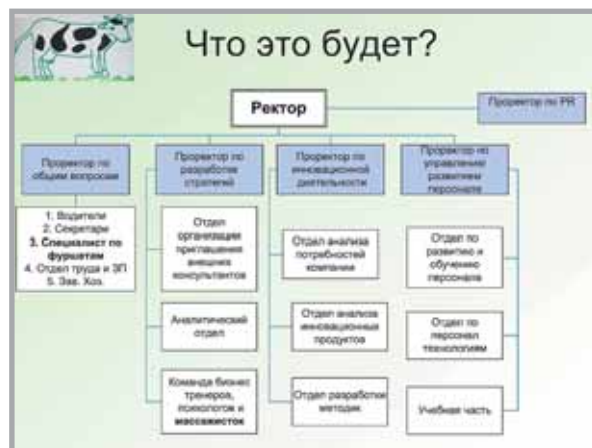 Что это будет?
Ректор
Проректор по PR
Проректор по
общим вопросам
Проректор по
разработке
стратегий
Проректор по
инновационной
деятельности
Проректор по
управлению
развитием
персонала
1. Водители
2. Секретари
3. Специалист по
фуршетам
4. Отдел труда и ЗП
5. Зав. Хоз.
Отдел
организации
приглашения
внешних
консультантов
Аналитический
отдел
Команда бизнес
тренеров,
психологов и
массажисток
Отдел анализа
потребностей
компании
Отдел анализа
инновационных
продуктов
Отдел разработки
методик
Отдел по
развитию и
обучению
персонала
Отдел по
персонал
технологиям
Учебная часть